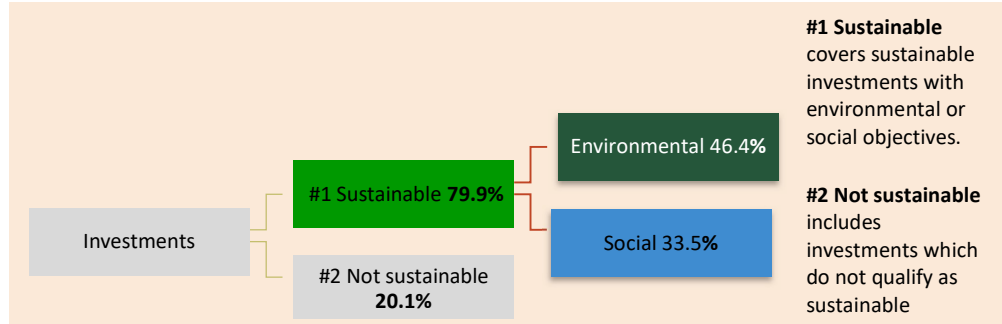 Investments
#1 Sustainable 79.9%
#2 Not sustainable
20.1%
Environmental 46.4%
Social 33.5%
#1 Sustainable
covers sustainable
investments with
environmental or
social objectives.
#2 Not sustainable
includes
investments which
do not qualify as
sustainable